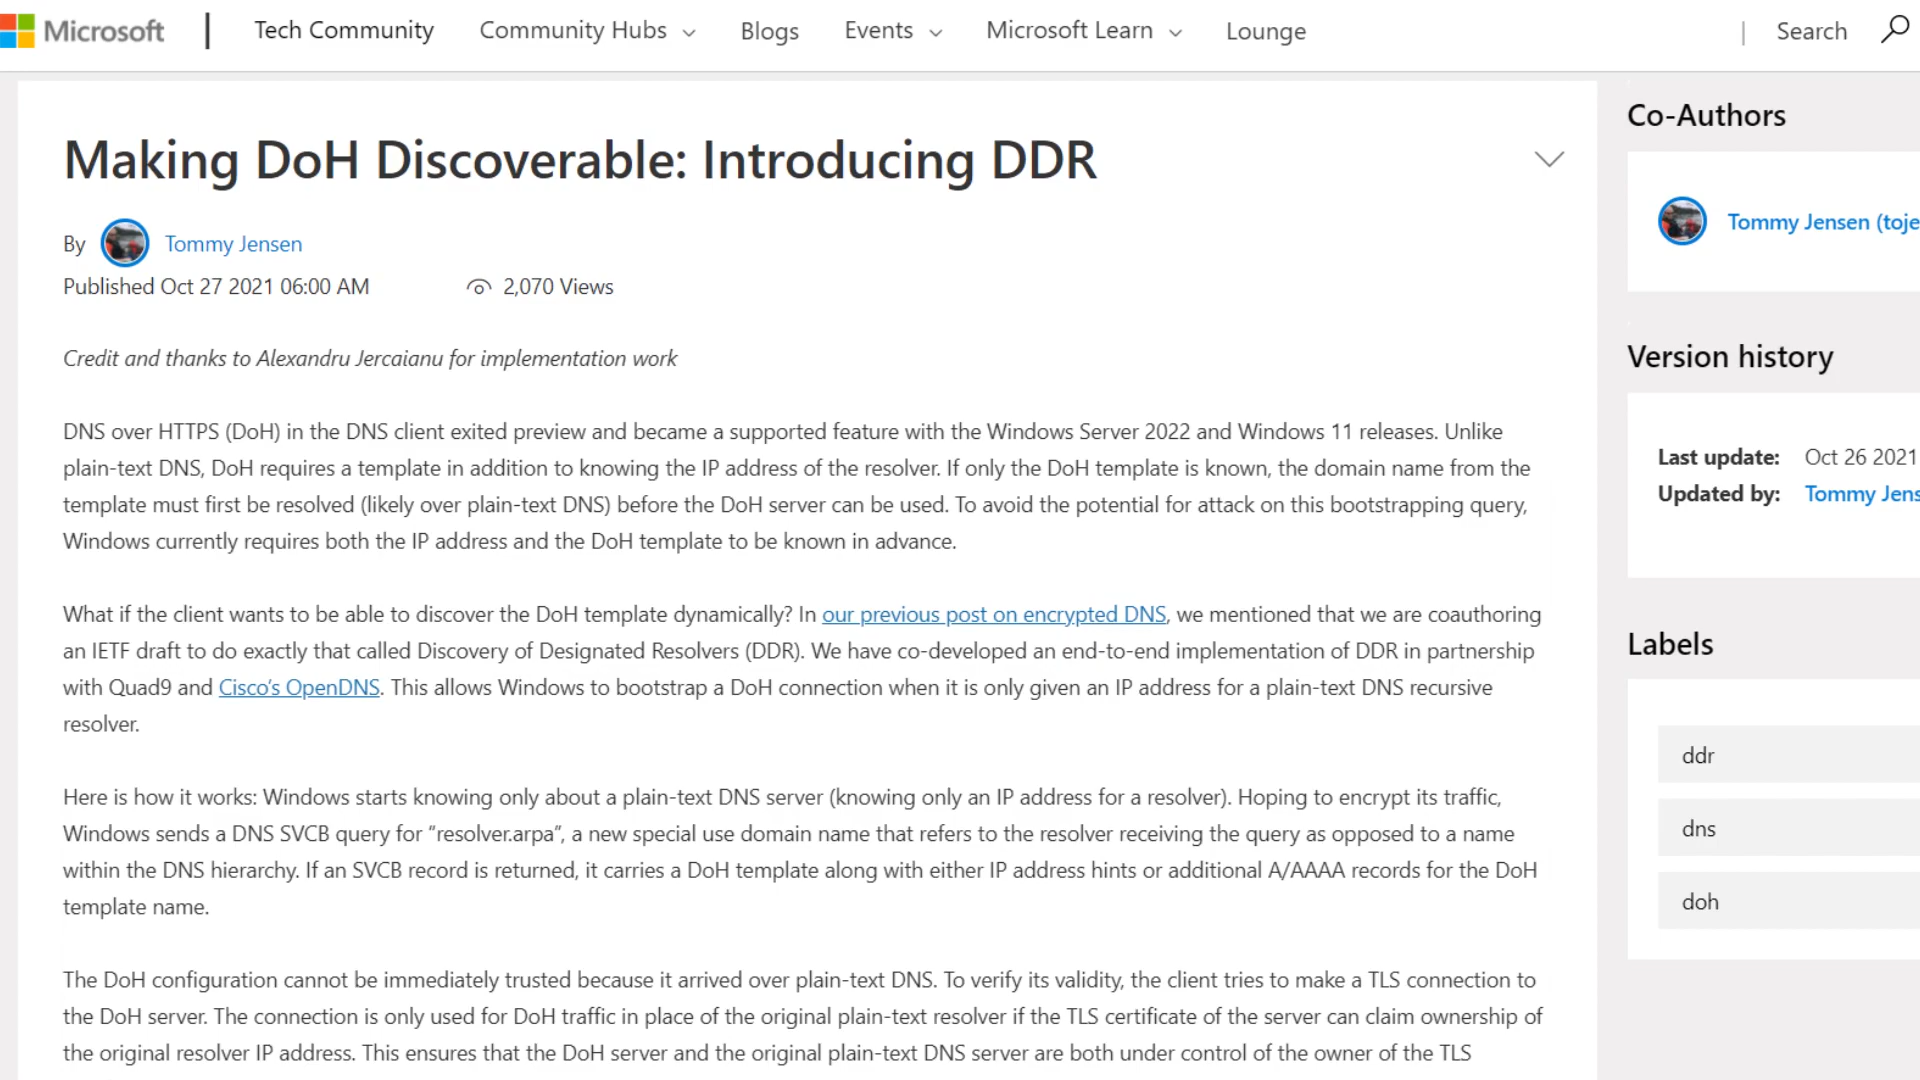 Microsoft | Tech Community Community Hubs Blogs Events Microsoft Learn Lounge | Search
Making DoH Discoverable: Introducing DDR
By Tommy Jensen
Published Oct 27 2021 06:00 AM 2,070 Views
Credit and thanks to Alexandru Jercaianu for implementation work
DNS over HTTPS (DoH) in the DNS client exited preview and became a supported feature with the Windows Server 2022 and Windows 11 releases. Unlike
plain-text DNS, DoH requires a template in addition to knowing the IP address of the resolver. If only the DoH template is known, the domain name from the
template must first be resolved (likely over plain-text DNS) before the DoH server can be used. To avoid the potential for attack on this bootstrapping query,
Windows currently requires both the IP address and the DoH template to be known in advance.
What if the client wants to be able to discover the DoH template dynamically? In our previous post on encrypted DNS, we mentioned that we are coauthoring
an IETF draft to do exactly that called Discovery of Designated Resolvers (DDR). We have co-developed an end-to-end implementation of DDR in partnership
with Quad9 and Cisco’s OpenDNS. This allows Windows to bootstrap a DoH connection when it is only given an IP address for a plain-text DNS recursive
resolver.
Here is how it works: Windows starts knowing only about a plain-text DNS server (knowing only an IP address for a resolver). Hoping to encrypt its traffic,
Windows sends a DNS SVCB query for “resolver.arpa”, a new special use domain name that refers to the resolver receiving the query as opposed to a name
within the DNS hierarchy. If an SVCB record is returned, it carries a DoH template along with either IP address hints or additional A/AAAA records for the DoH
template name.
The DoH configuration cannot be immediately trusted because it arrived over plain-text DNS. To verify its validity, the client tries to make a TLS connection to
the DoH server. The connection is only used for DoH traffic in place of the original plain-text resolver if the TLS certificate of the server can claim ownership of
the original resolver IP address. This ensures that the DoH server and the original plain-text DNS server are both under control of the owner of the TLS
Co-Authors
Tommy Jensen (toje
Version history
Last update: Oct 26 2021
Updated by: Tommy Jens
Labels
ddr
dns
doh